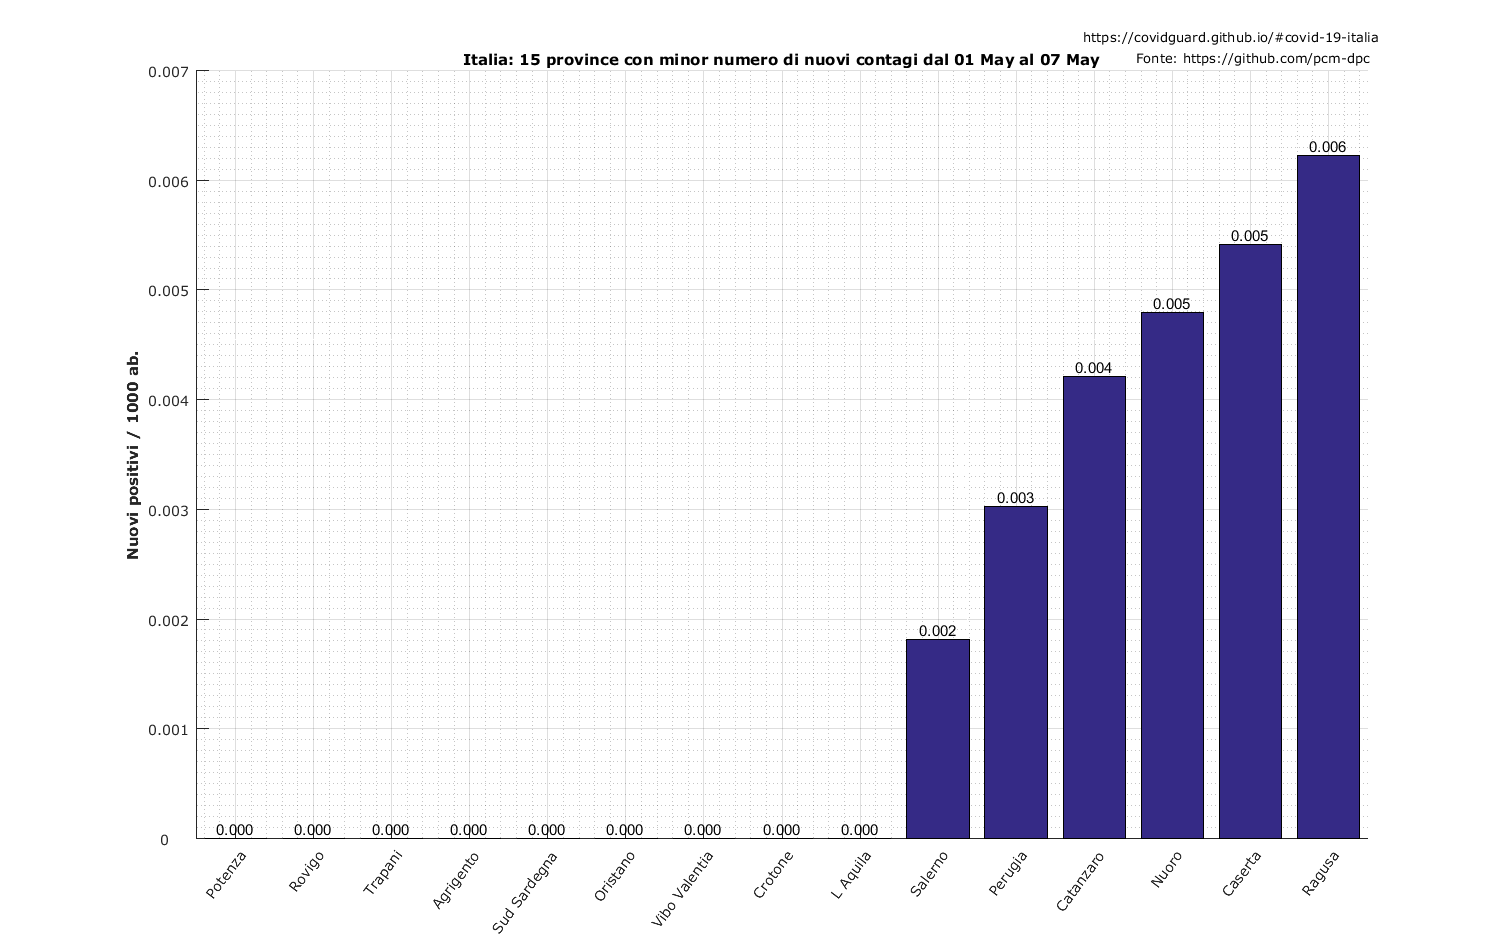 https://covidguard.github.io/#covid-19-italia
Italia: 15 province con minor numero di nuovi contagi dal 01 May al 07 May
Fonte: https://github.com/pcm-dpc
Nuovi positivi / 1000 ab.
0.007
0.006
0.005
0.004
0.003
0.002
0.001
0
0.000
0.000
0.000
0.000
0.000
0.000
0.000
0.000
0.000
0.002
0.003
0.004
0.005
0.005
0.006
Potenza
Rovigo
Trapani
Agrigento
Sud Sardegna
Oristano
Vibo Valentia
Crotone
L Aquila
Salerno
Perugia
Catanzaro
Nuoro
Caserta
Ragusa